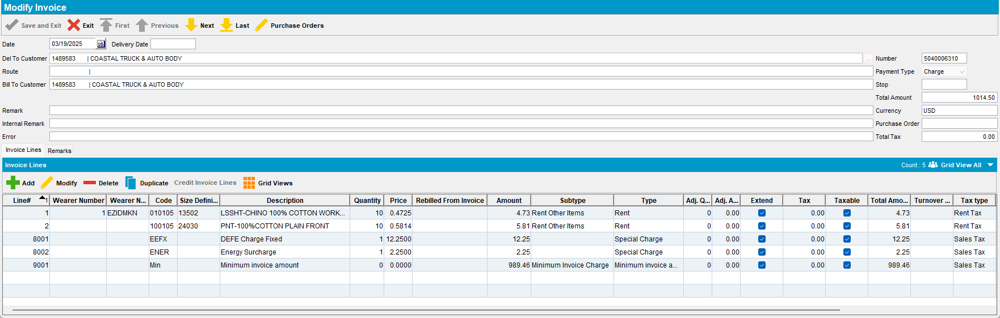 Modify Invoice
Save and Exit Exit First Previous Next Last Purchase Orders
Date 03/19/2025 16 Delivery Date
Del To Customer 1489583 | COASTAL TRUCK & AUTO BODY ... Number 5040006310
Route | Payment Type Charge
Bill To Customer 1489583 | COASTAL TRUCK & AUTO BODY Stop
Total Amount 1014.50
Remark Currency USD
Internal Remark Purchase Order
Error Total Tax 0.00
Invoice Lines Remarks
Invoice Lines Count : 5 Grid View All
Add Modify Delete Duplicate Credit Invoice Lines Grid Views
Line# 1 Wearer Number Wearer N... Code Size Defini... Description Quantity Price Rebilled From Invoice Amount Subtype Type Adj. Q... Adj. A... Extend Tax Taxable Total Amo... Turnover ... Tax type
1 1 EZIDMKN 010105 13502 LSSHT-CHINO 100% COTTON WORK... 10 0.4725 4.73 Rent Other Items Rent 0 0.00 0.00 4.73 Rent Tax
2 100105 24030 PNT-100%COTTON PLAIN FRONT 10 0.5814 5.81 Rent Other Items Rent 0 0.00 0.00 5.81 Rent Tax
8001 EEFX DEFE Charge Fixed 1 12.2500 12.25 Special Charge 0 0.00 0.00 12.25 Sales Tax
8002 ENER Energy Surcharge 1 2.2500 2.25 Special Charge 0 0.00 0.00 2.25 Sales Tax
9001 Min Minimum invoice amount 0 0.0000 989.46 Minimum Invoice Charge Minimum invoice a... 0 0.00 0.00 989.46 Sales Tax